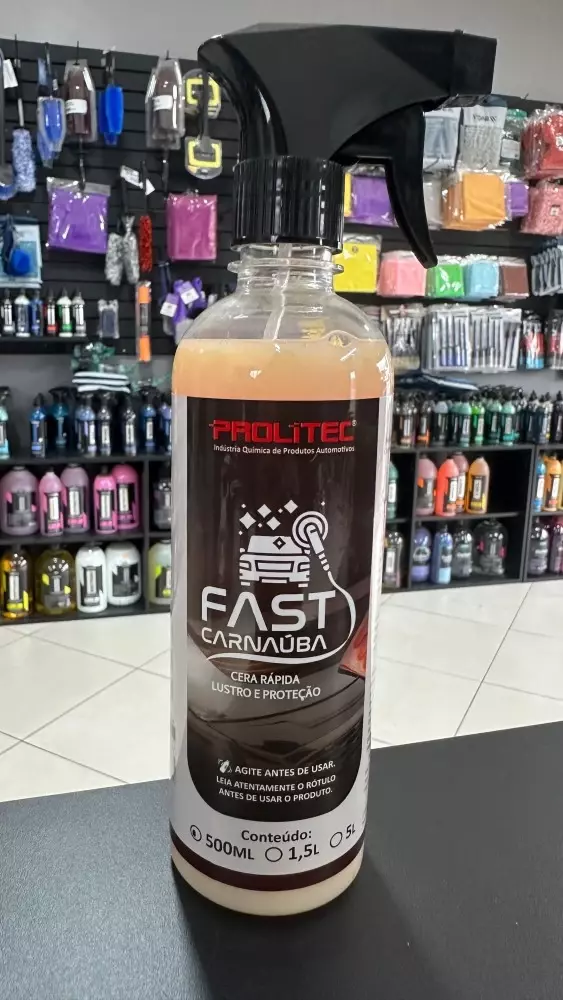 PROLITEC®
Indústria Química de Produtos Automotivos
FAST
CARNAÚBA
CERA RÁPIDA
LUSTRO E PROTEÇÃO
AGITE ANTES DE USAR.
LEIA ATENTAMENTE O RÓTULO
ANTES DE USAR O PRODUTO.
Conteúdo:
500ML 1,5L 5L